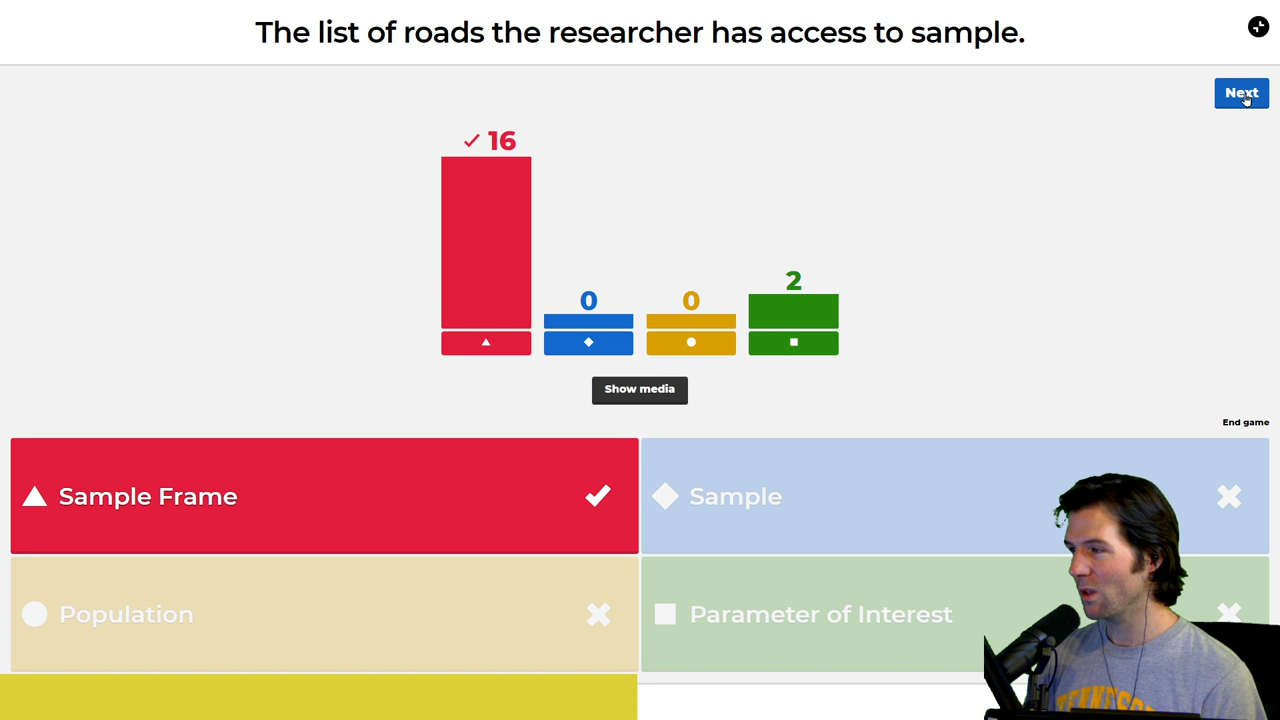 The list of roads the researcher has access to sample.
Next
16
0
0
2
Show media
End game
Sample Frame
Sample
Population
Parameter of Interest
TENNESSEE